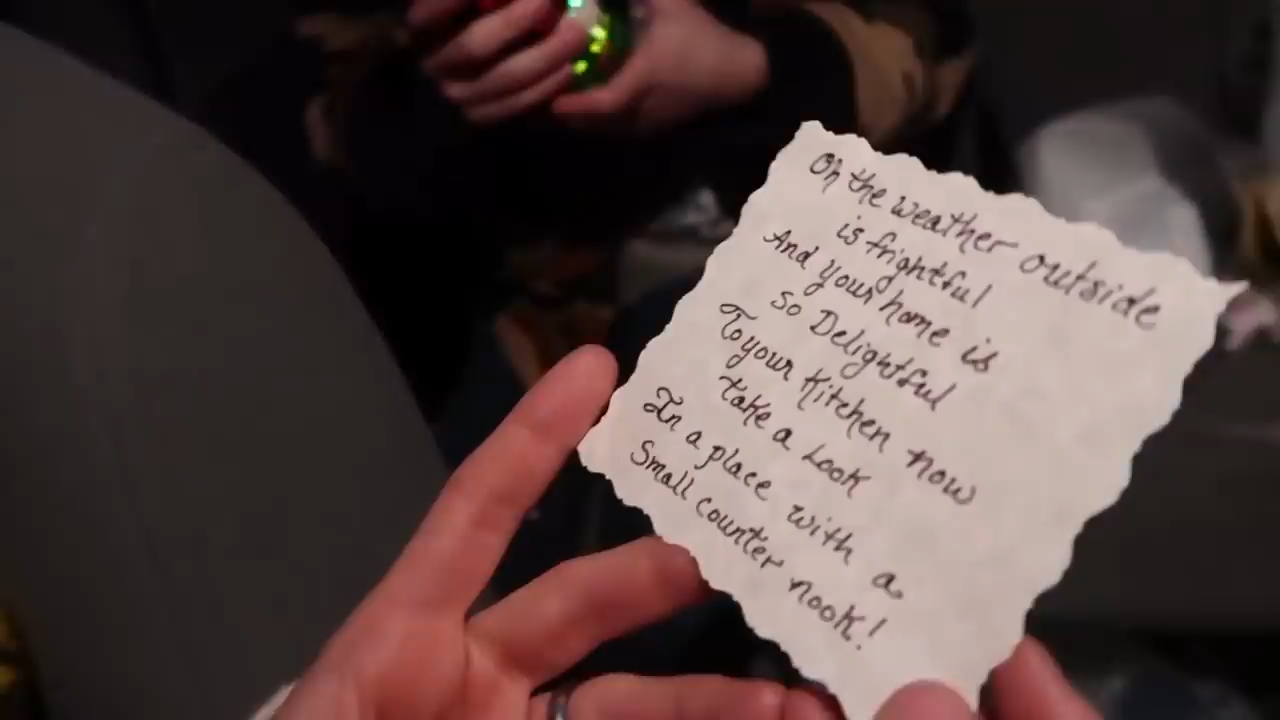 Oh the weather outside
is frightful
And your home is
so Delightful
To your Kitchen now
take a Look
In a place with a
Small counter nook!